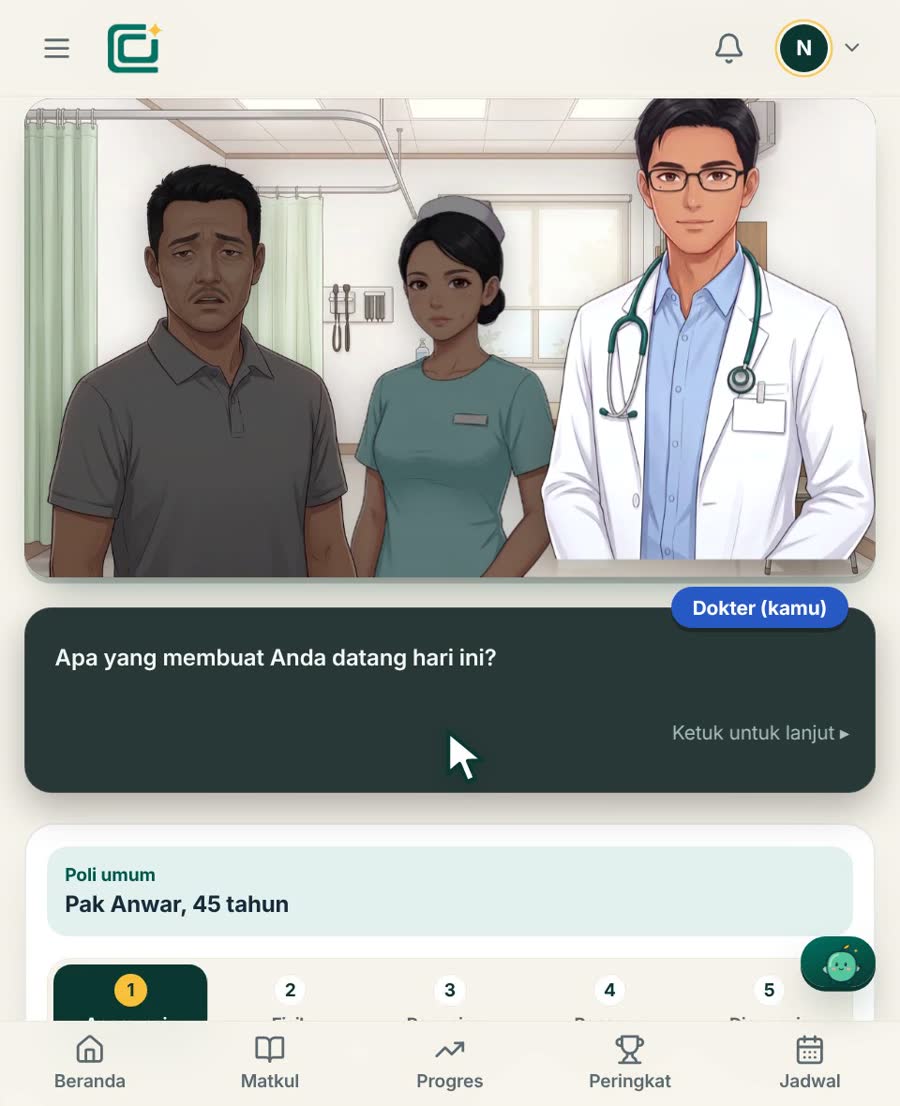 N
Dokter (kamu)
Apa yang membuat Anda datang hari ini?
Ketuk untuk lanjut ▸
Poli umum
Pak Anwar, 45 tahun
1
2
3
4
5
Beranda
Matkul
Progres
Peringkat
Jadwal